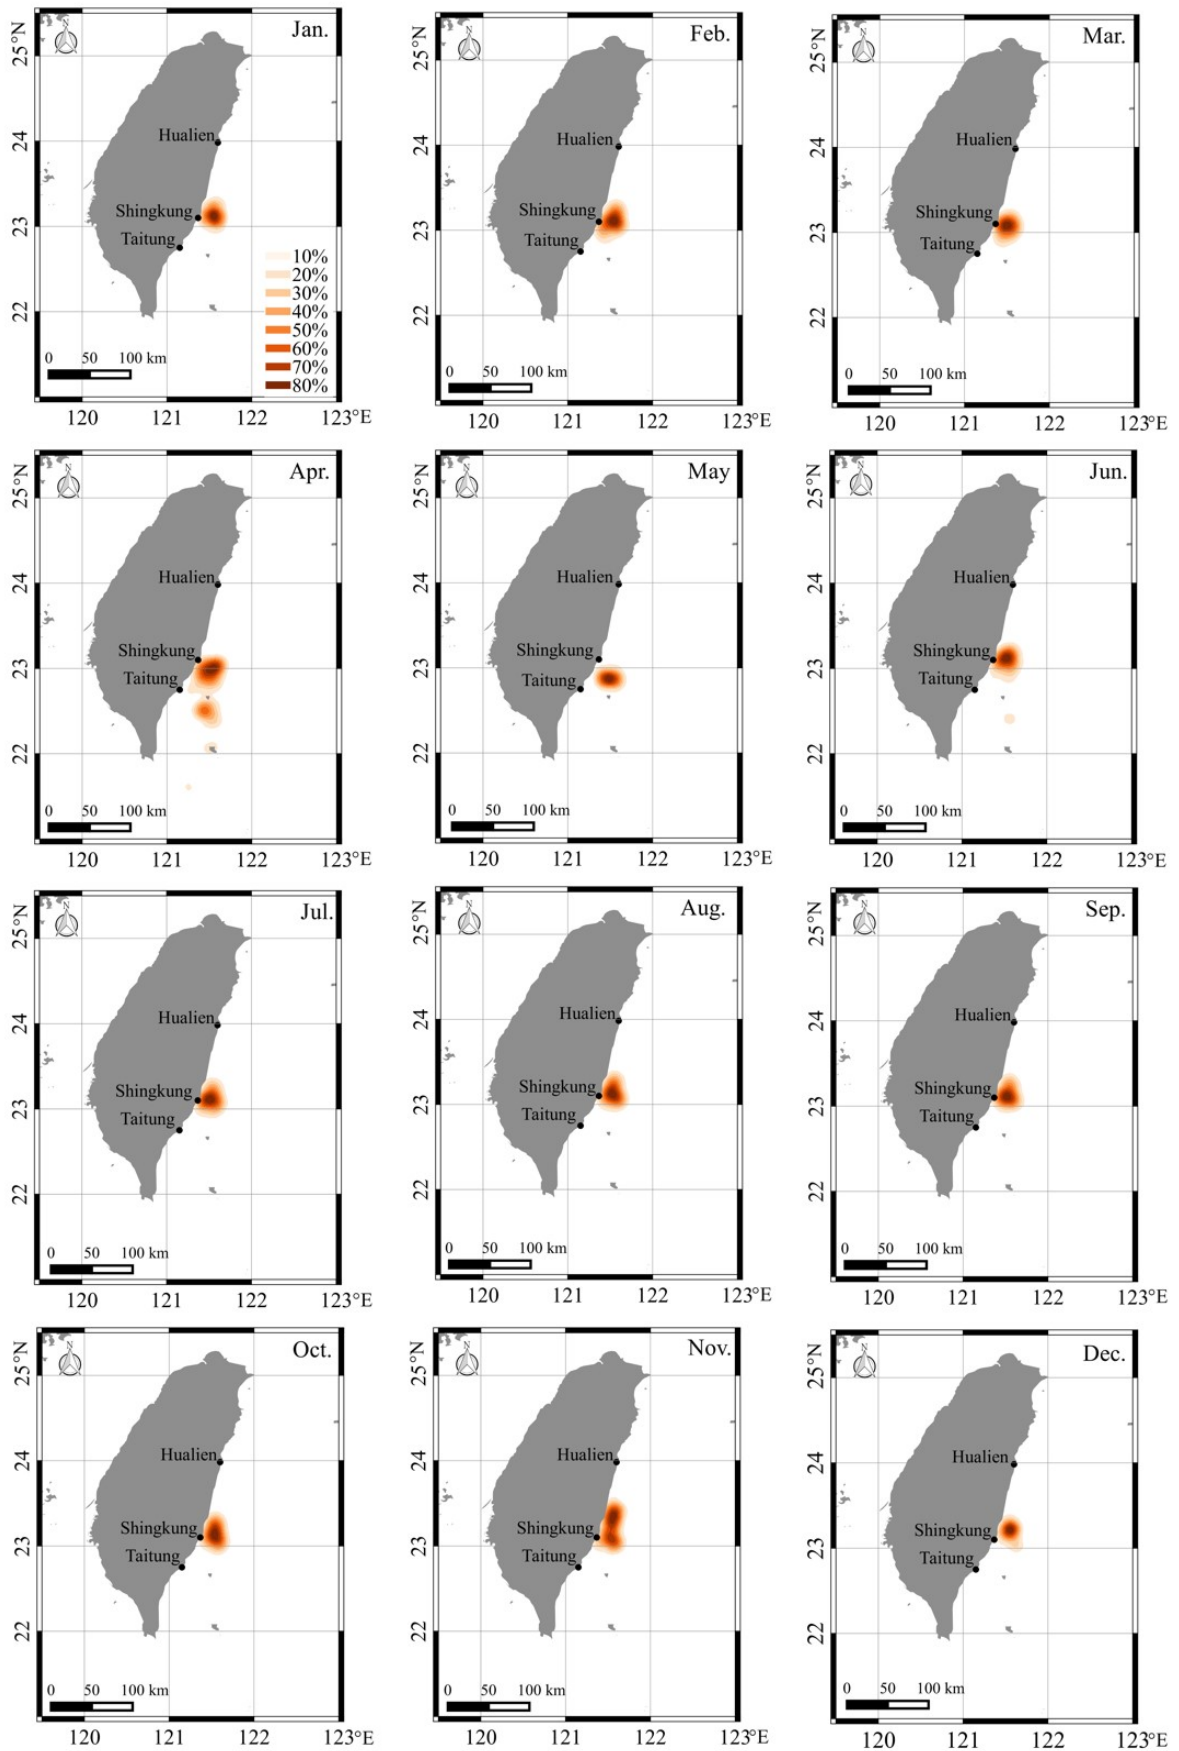 Jan.
N
25°N
24
23
22
Hualien
Shingkung
Taitung
10%
20%
30%
40%
50%
60%
70%
80%
0 50 100 km
120 121 122 123°E
Feb.
N
25°N
24
23
22
Hualien
Shingkung
Taitung
0 50 100 km
120 121 122 123°E
Mar.
N
25°N
24
23
22
Hualien
Shingkung
Taitung
0 50 100 km
120 121 122 123°E
Apr.
N
25°N
24
23
22
Hualien
Shingkung
Taitung
0 50 100 km
120 121 122 123°E
May
N
25°N
24
23
22
Hualien
Shingkung
Taitung
0 50 100 km
120 121 122 123°E
Jun.
N
25°N
24
23
22
Hualien
Shingkung
Taitung
0 50 100 km
120 121 122 123°E
Jul.
N
25°N
24
23
22
Hualien
Shingkung
Taitung
0 50 100 km
120 121 122 123°E
Aug.
N
25°N
24
23
22
Hualien
Shingkung
Taitung
0 50 100 km
120 121 122 123°E
Sep.
N
25°N
24
23
22
Hualien
Shingkung
Taitung
0 50 100 km
120 121 122 123°E
Oct.
N
25°N
24
23
22
Hualien
Shingkung
Taitung
0 50 100 km
120 121 122 123°E
Nov.
N
25°N
24
23
22
Hualien
Shingkung
Taitung
0 50 100 km
120 121 122 123°E
Dec.
N
25°N
24
23
22
Hualien
Shingkung
Taitung
0 50 100 km
120 121 122 123°E